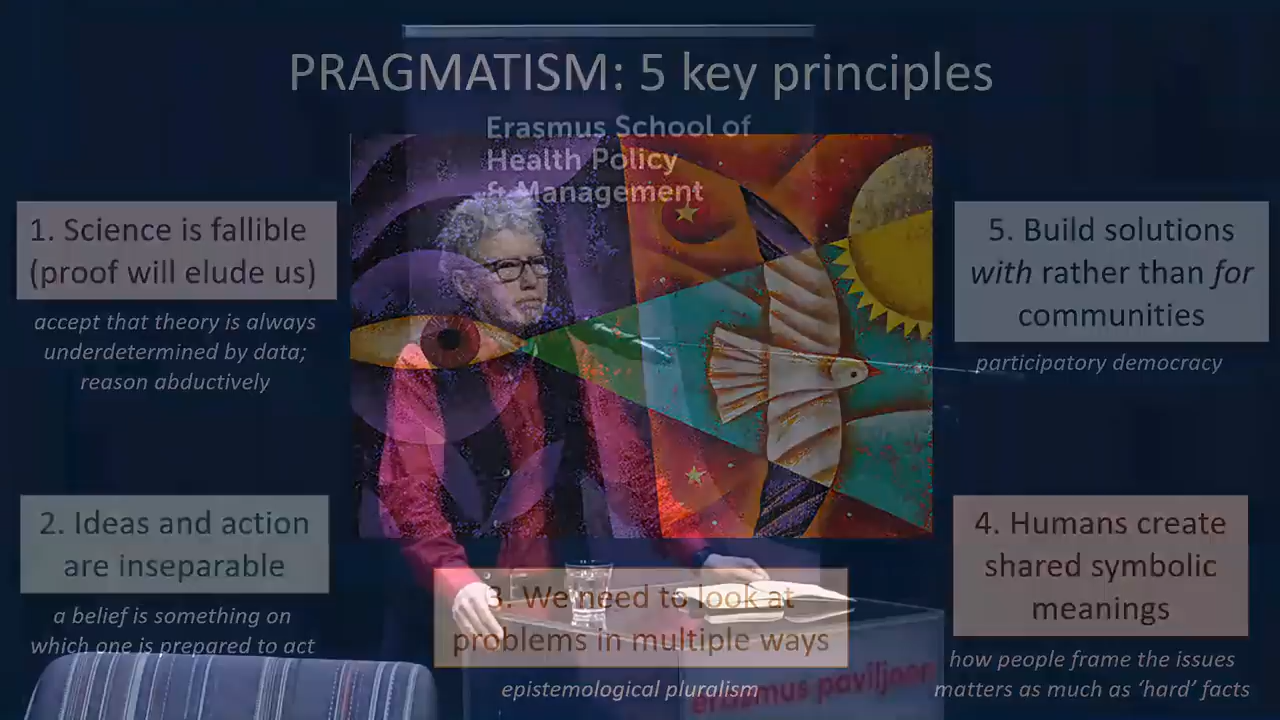 PRAGMATISM: 5 key principles
Erasmus School of
Health Policy
& Management
1. Science is fallible
(proof will elude us)
accept that theory is always
underdetermined by data;
reason abductively
2. Ideas and action
are inseparable
a belief is something on
which one is prepared to act
3. We need to look at
problems in multiple ways
epistemological pluralism
4. Humans create
shared symbolic
meanings
how people frame the issues
matters as much as ‘hard’ facts
5. Build solutions
with rather than for
communities
participatory democracy
erasmus paviljoen